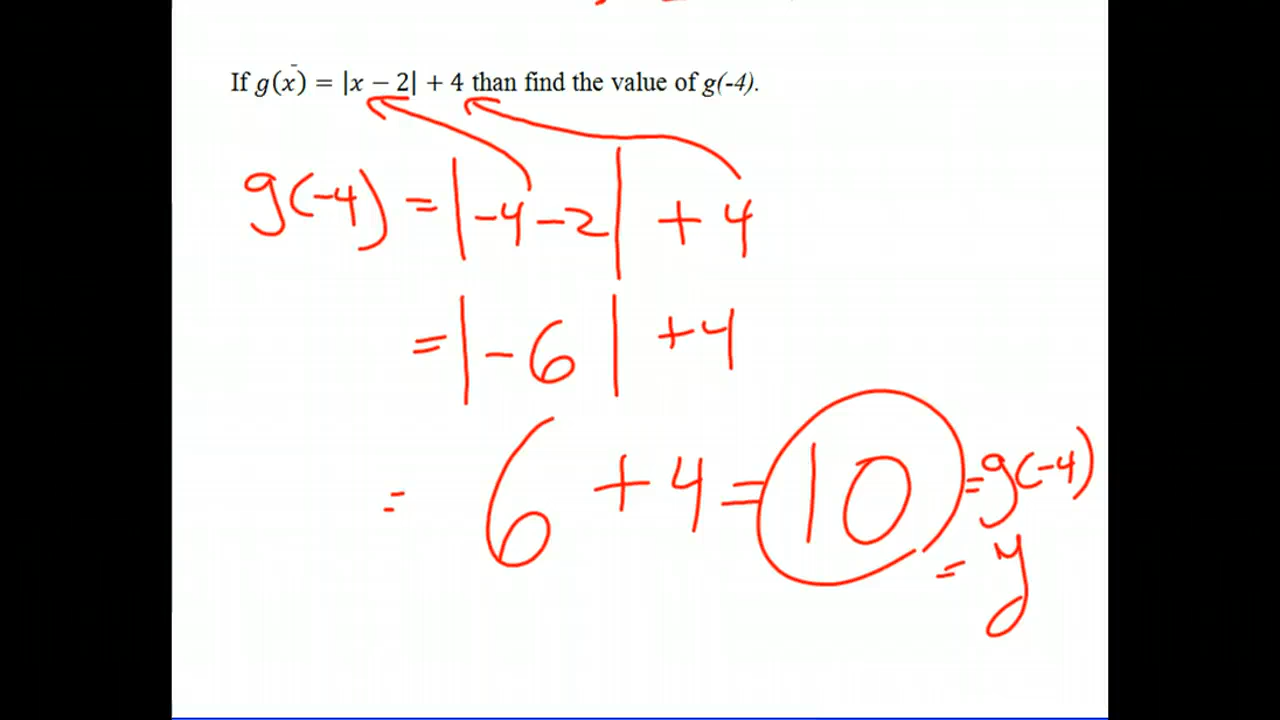 If g(x) = |x − 2| + 4 than find the value of g(-4).
g(-4) = |-4-2| +4
= |-6| +4
= 6 +4 = 10 = g(-4)
= y